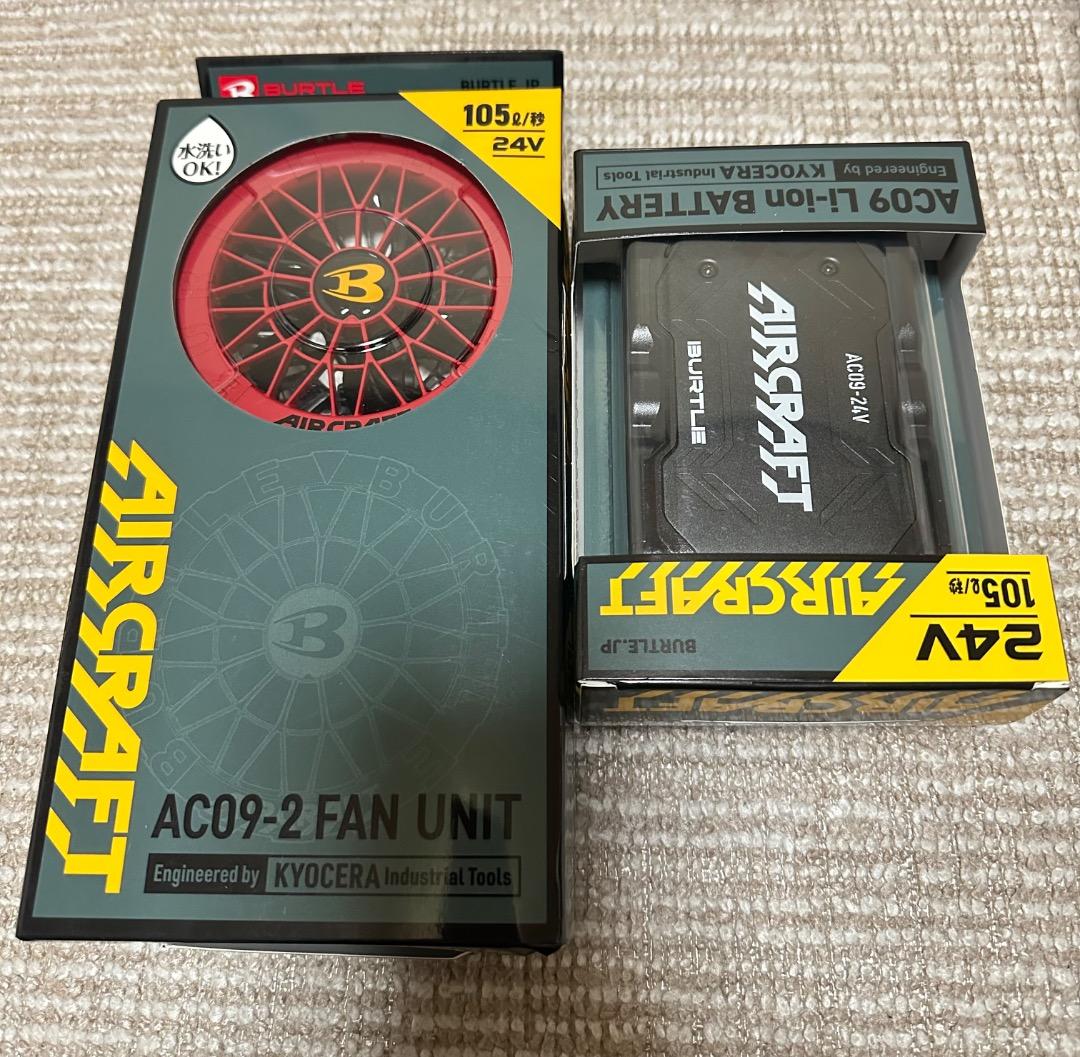 BURTLE
BURTLE.JP
105ℓ/秒
24V
水洗い
OK!
B
AIRCRAFT
AIRCRAFT
B
AC09-2 FAN UNIT
Engineered by KYOCERA Industrial Tools
AC09 Li-ion BATTERY
Engineered by KYOCERA Industrial Tools
AIRCRAFT
BURTLE
AC09-24V
24V
105ℓ/秒
AIRCRAFT
BURTLE.JP
AIRCRAFT